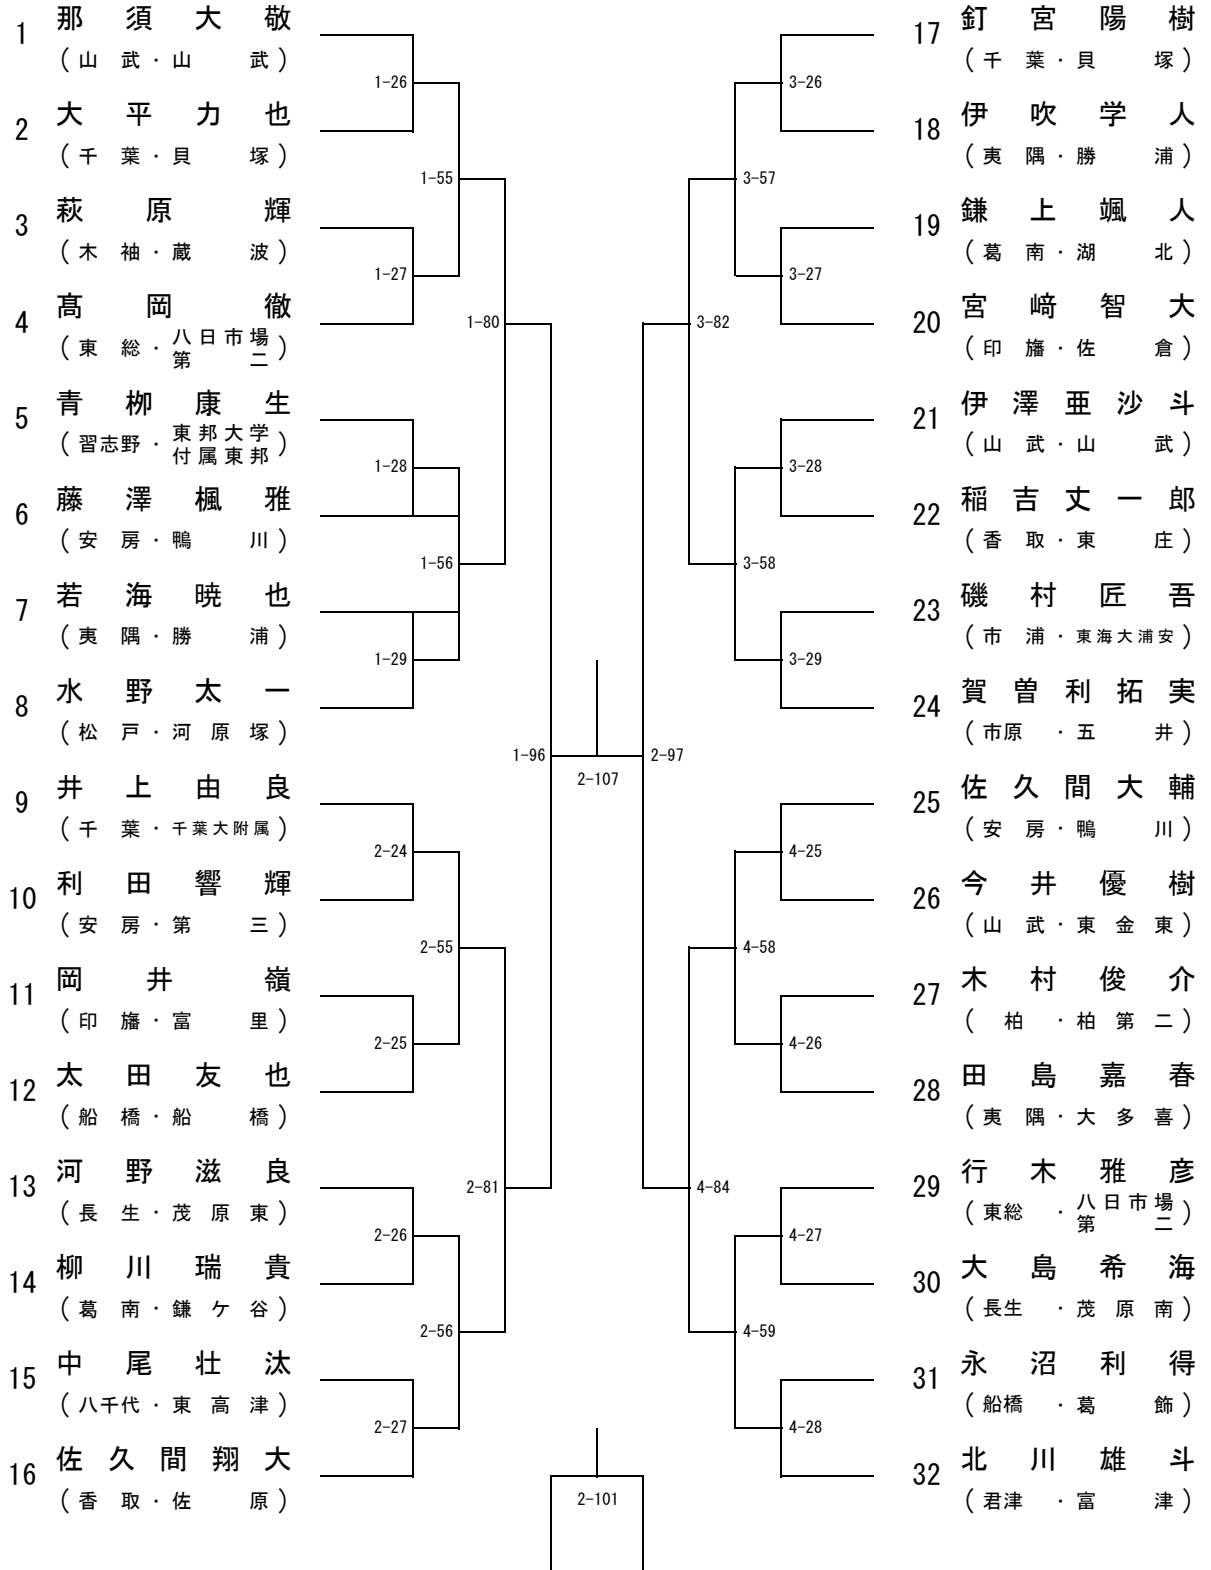 1 那須大敬
(山武・山武)
2 大平力也
(千葉・貝塚)
3 萩原輝
(木袖・蔵波)
4 髙岡徹
(東総・八日市場第二)
5 青栁康生
(習志野・東邦大学付属東邦)
6 藤澤楓雅
(安房・鴨川)
7 若海暁也
(夷隅・勝浦)
8 水野太一
(松戸・河原塚)
9 井上由良
(千葉・千葉大附属)
10 利田響輝
(安房・第三)
11 岡井嶺
(印旛・富里)
12 太田友也
(船橋・船橋)
13 河野滋良
(長生・茂原東)
14 柳川瑞貴
(葛南・鎌ケ谷)
15 中尾壮汰
(八千代・東高津)
16 佐久間翔大
(香取・佐原)
1-26
1-27
1-28
1-29
2-24
2-25
2-26
2-27
1-55
1-56
2-55
2-56
1-80
2-81
1-96
2-107
2-101
2-97
3-82
4-84
3-57
3-58
4-58
4-59
3-26
3-27
3-28
3-29
4-25
4-26
4-27
4-28
17 釘宮陽樹
(千葉・貝塚)
18 伊吹学人
(夷隅・勝浦)
19 鎌上颯人
(葛南・湖北)
20 宮﨑智大
(印旛・佐倉)
21 伊澤亜沙斗
(山武・山武)
22 稲吉丈一郎
(香取・東庄)
23 磯村匠吾
(市浦・東海大浦安)
24 賀曽利拓実
(市原・五井)
25 佐久間大輔
(安房・鴨川)
26 今井優樹
(山武・東金東)
27 木村俊介
(柏・柏第二)
28 田島嘉春
(夷隅・大多喜)
29 行木雅彦
(東総・八日市場第二)
30 大島希海
(長生・茂原南)
31 永沼利得
(船橋・葛飾)
32 北川雄斗
(君津・富津)